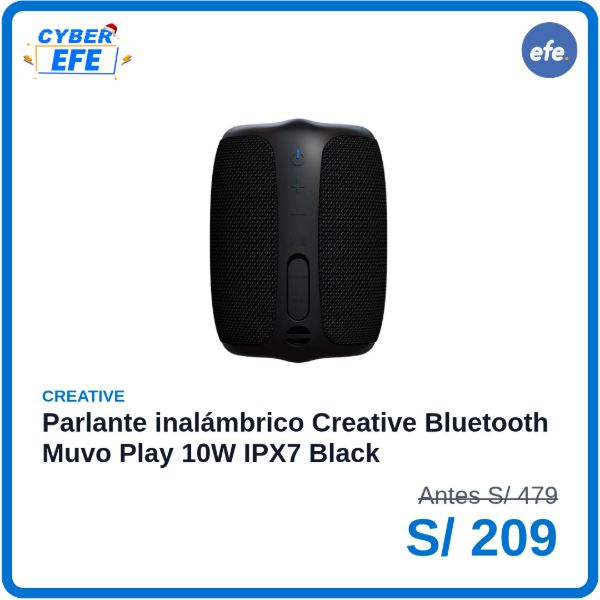 CYBER
EFE
efe.
CREATIVE
Parlante inalámbrico Creative Bluetooth
Muvo Play 10W IPX7 Black
Antes S/ 479
S/ 209